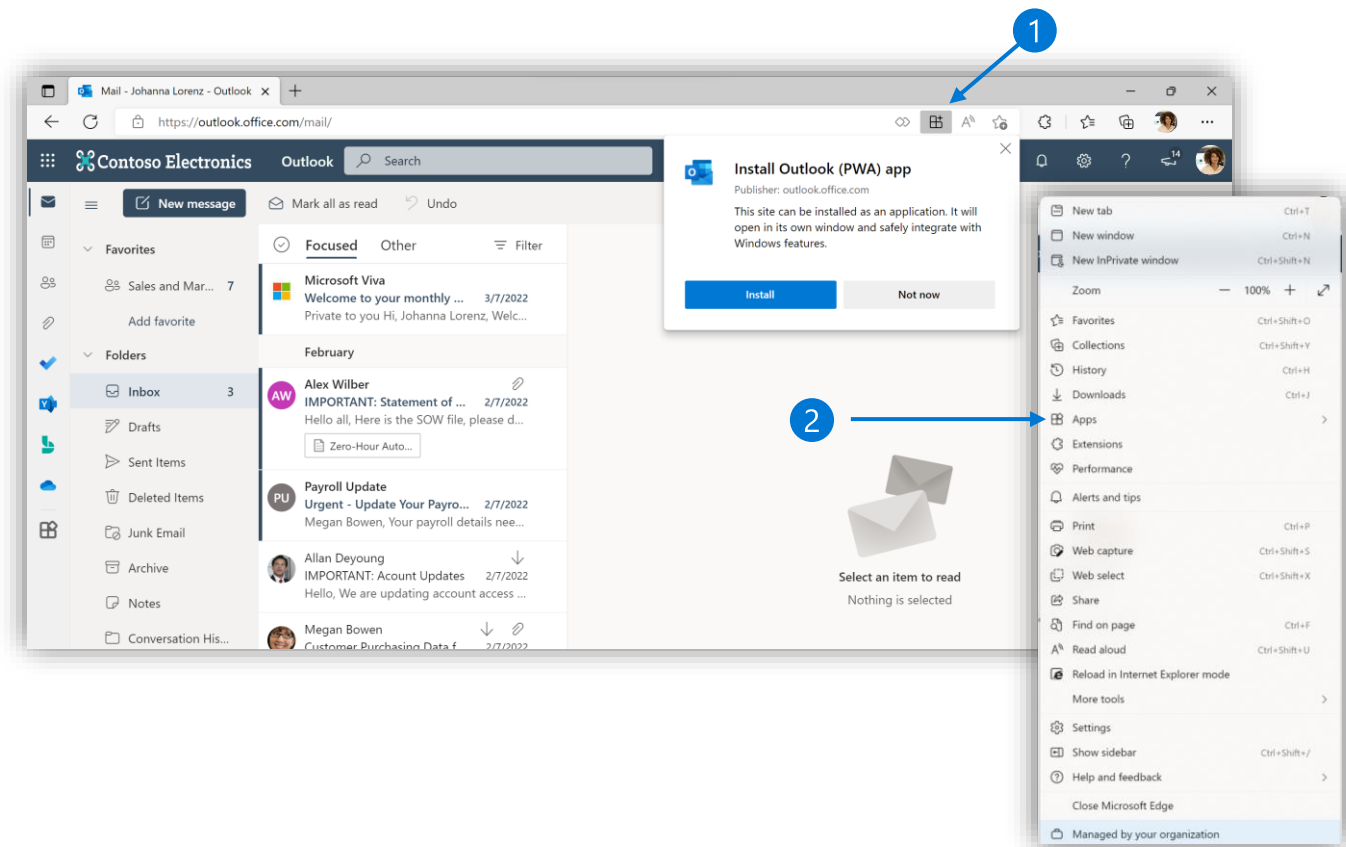 1
Mail - Johanna Lorenz - Outlook
https://outlook.office.com/mail/
Contoso Electronics
Outlook
Search
14
New message
Mark all as read
Undo
Favorites
Sales and Mar... 7
Add favorite
Folders
Inbox 3
Drafts
Sent Items
Deleted Items
Junk Email
Archive
Notes
Conversation His...
Focused Other Filter
Microsoft Viva
Welcome to your monthly ... 3/7/2022
Private to you Hi, Johanna Lorenz, Welc...
February
AW
Alex Wilber
IMPORTANT: Statement of ... 2/7/2022
Hello all, Here is the SOW file, please d...
Zero-Hour Auto...
PU
Payroll Update
Urgent - Update Your Payro... 2/7/2022
Megan Bowen, Your payroll details nee...
Allan Deyoung
IMPORTANT: Acount Updates 2/7/2022
Hello, We are updating account access ...
Megan Bowen
Customer Purchasing Data f... 2/7/2022
Install Outlook (PWA) app
Publisher: outlook.office.com
This site can be installed as an application. It will
open in its own window and safely integrate with
Windows features.
Install
Not now
2
Select an item to read
Nothing is selected
New tab Ctrl+T
New window Ctrl+N
New InPrivate window Ctrl+Shift+N
Zoom 100%
Favorites Ctrl+Shift+O
Collections Ctrl+Shift+Y
History Ctrl+H
Downloads Ctrl+J
Apps
Extensions
Performance
Alerts and tips
Print Ctrl+P
Web capture Ctrl+Shift+S
Web select Ctrl+Shift+X
Share
Find on page Ctrl+F
Read aloud Ctrl+Shift+U
Reload in Internet Explorer mode
More tools
Settings
Show sidebar Ctrl+Shift+/
Help and feedback
Close Microsoft Edge
Managed by your organization